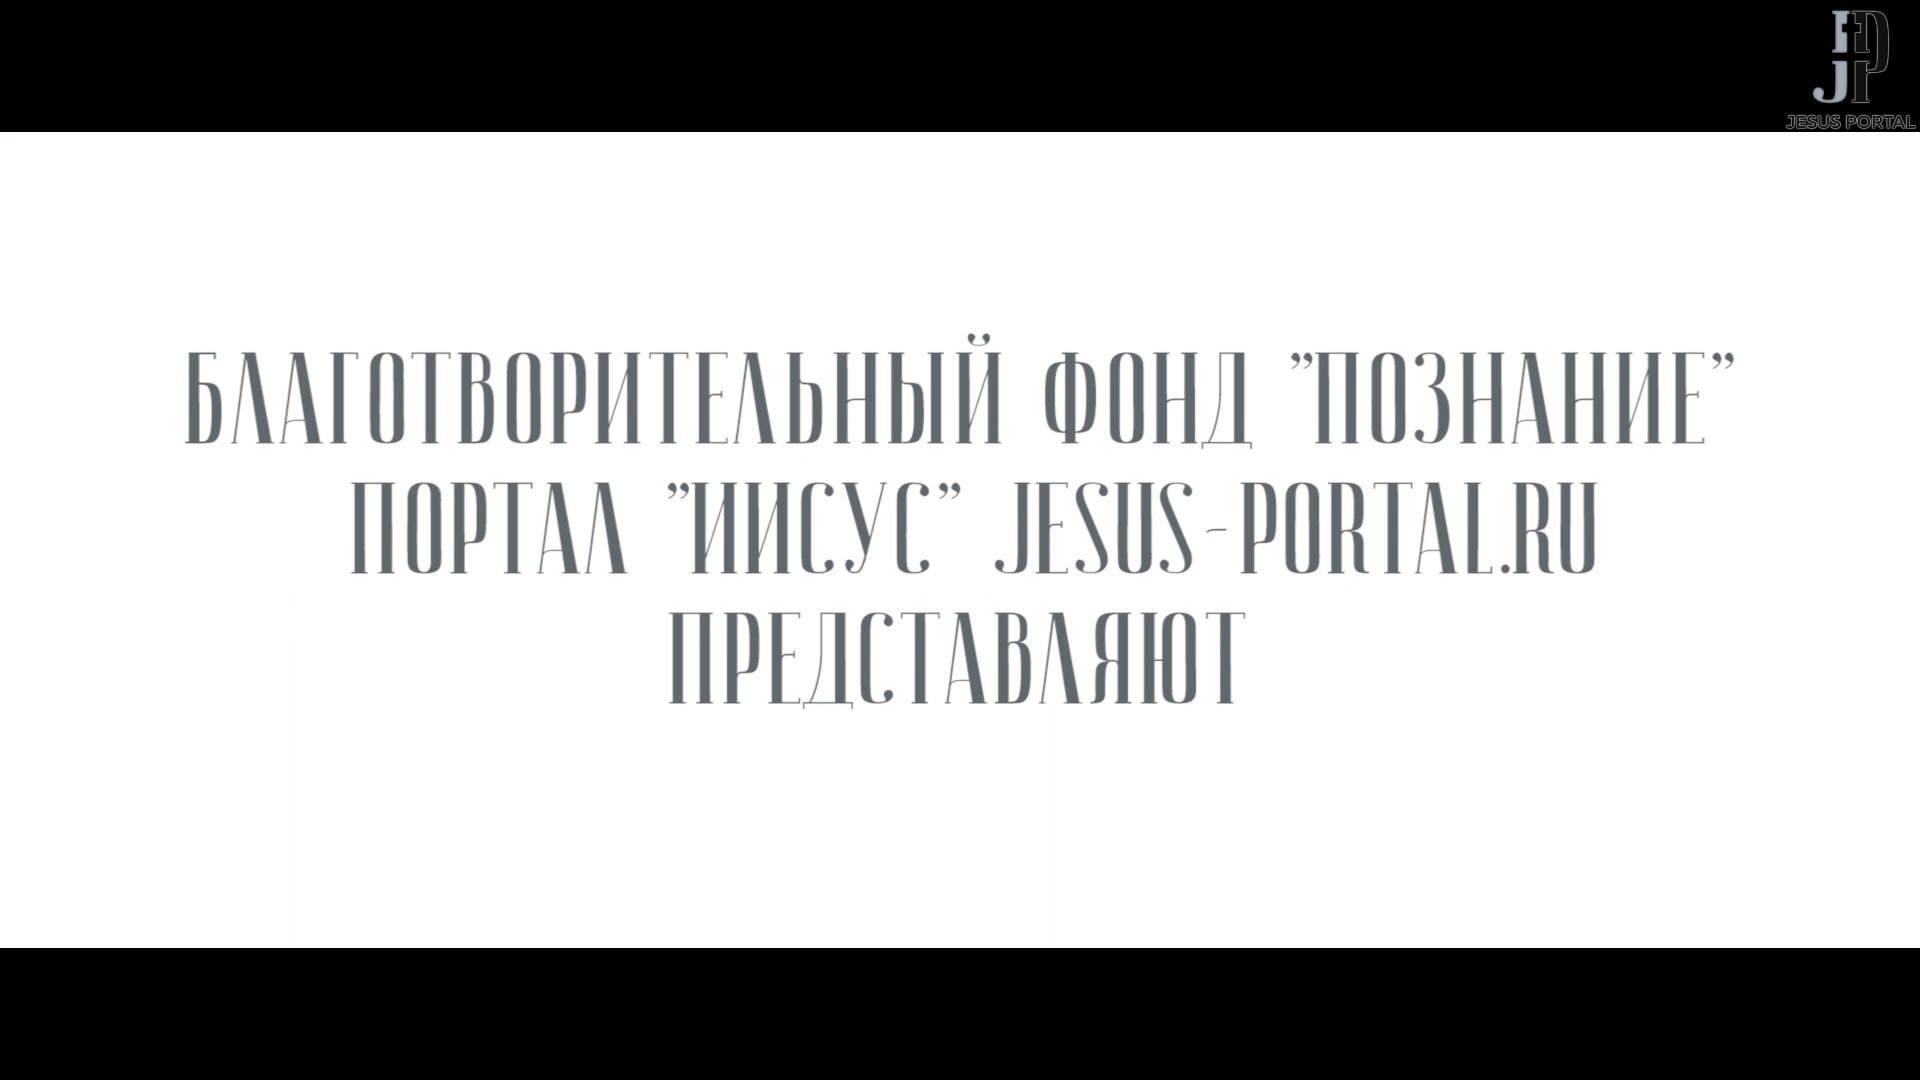 JESUS PORTAL
БЛАГОТВОРИТЕЛЬНЫЙ ФОНД ”ПОЗНАНИЕ”
ПОРТАЛ ”ИИСУС” JESUS-PORTAL.RU
ПРЕДСТАВЛЯЮТ